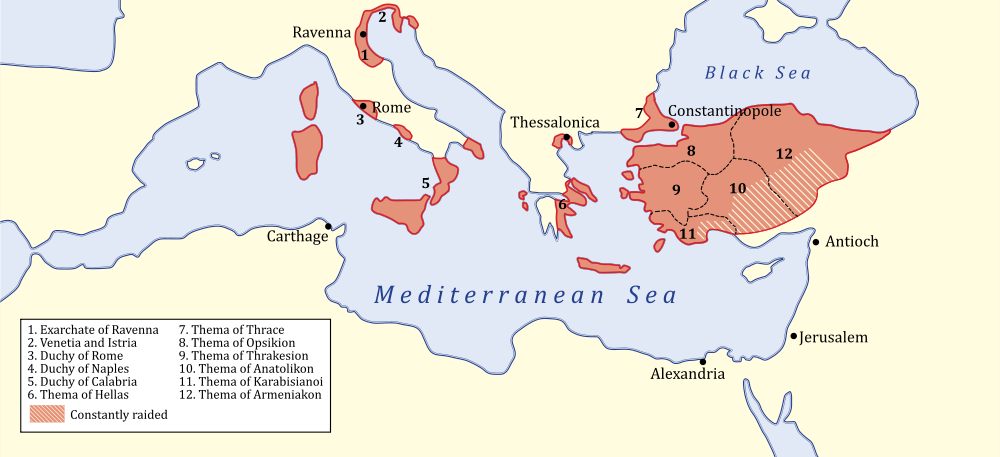 2
Ravenna
1
Black Sea
Rome
3
7
Constantinople
Thessalonica
4
8
12
5
9
10
6
11
Carthage
Antioch
Mediterranean Sea
Jerusalem
Alexandria
1. Exarchate of Ravenna
2. Venetia and Istria
3. Duchy of Rome
4. Duchy of Naples
5. Duchy of Calabria
6. Thema of Hellas
7. Thema of Thrace
8. Thema of Opsikion
9. Thema of Thrakesion
10. Thema of Anatolikon
11. Thema of Karabisianoi
12. Thema of Armeniakon
Constantly raided